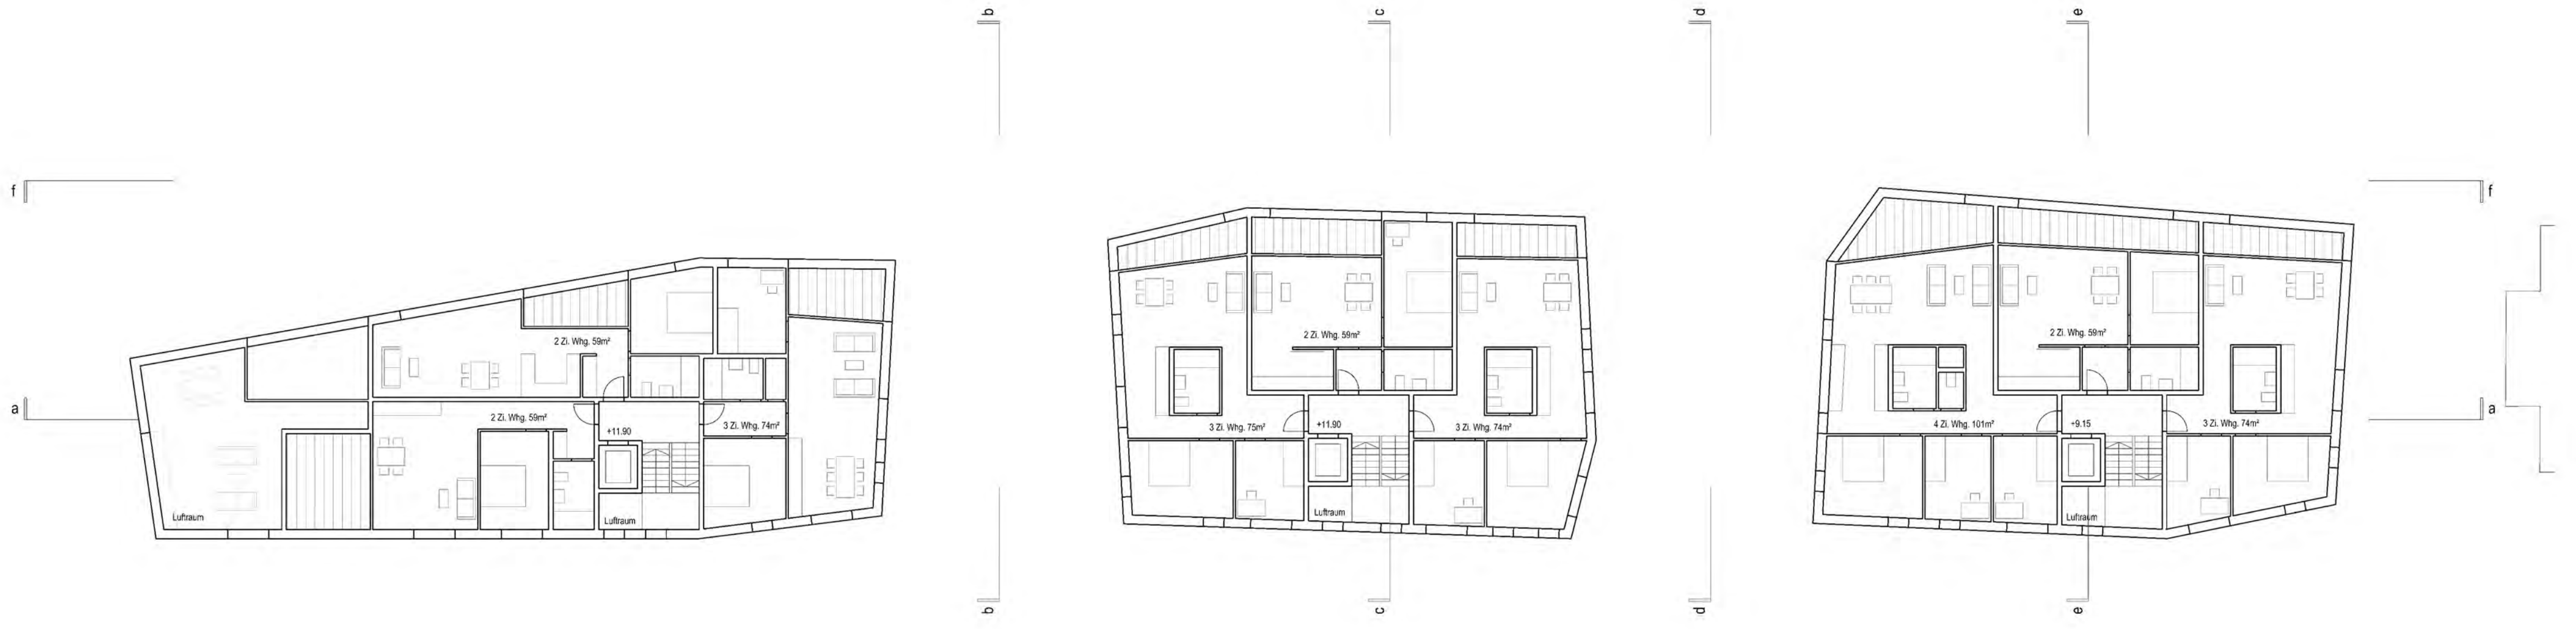 b
c
d
e
f
f
a
a
2 Zi. Whg. 59m²
2 Zi. Whg. 59m²
+11.90
3 Zi. Whg. 74m²
Luftraum
Luftraum
2 Zi. Whg. 59m²
3 Zi. Whg. 75m²
+11.90
3 Zi. Whg. 74m²
Luftraum
2 Zi. Whg. 59m²
4 Zi. Whg. 101m²
+9.15
3 Zi. Whg. 74m²
Luftraum
b
c
d
e